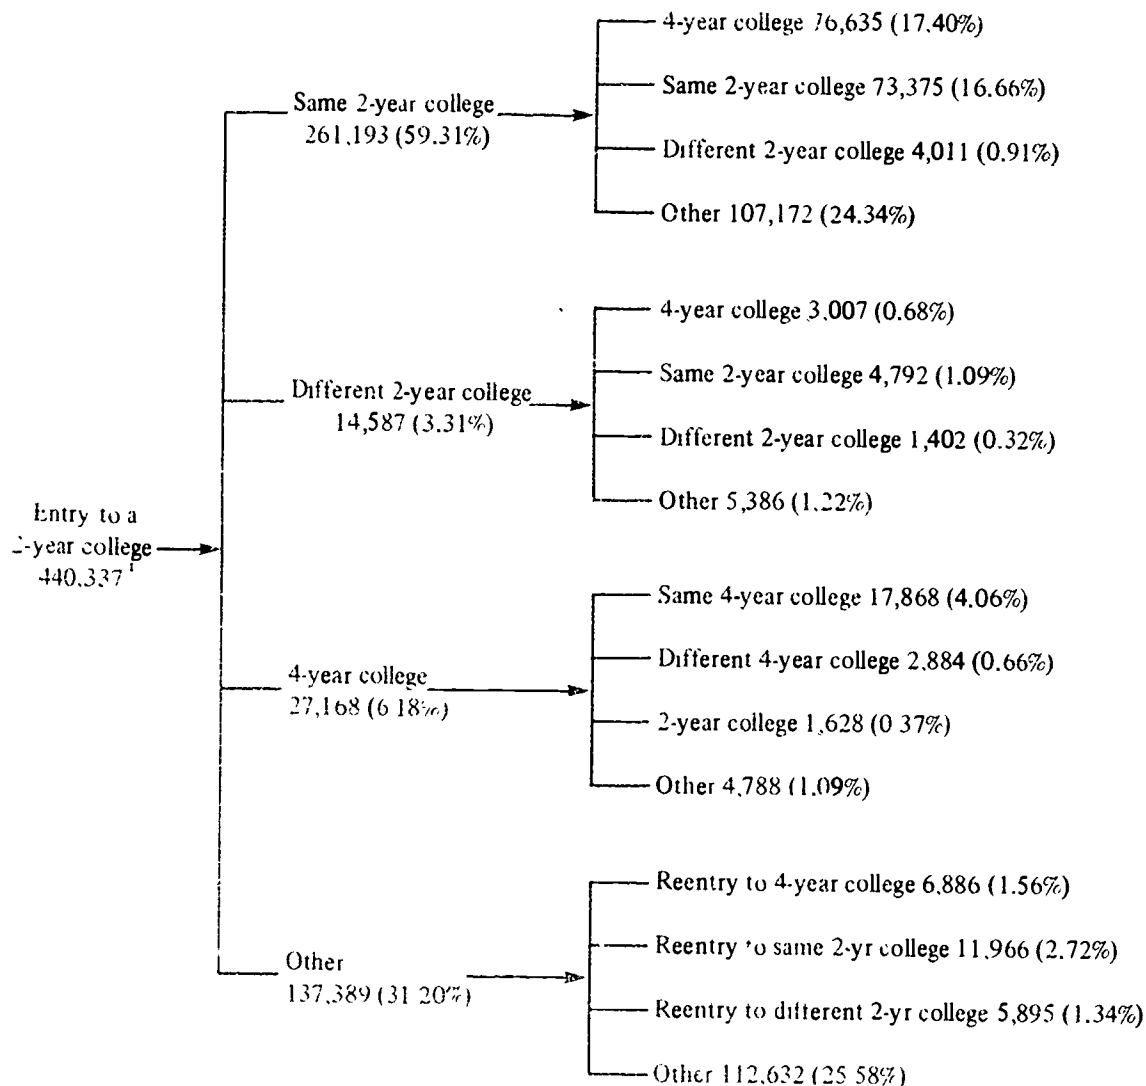 4-year college 76,635 (17.40%)
Same 2-year college 73,375 (16.66%)
Different 2-year college 4,011 (0.91%)
Other 107,172 (24.34%)
Same 2-year college
261,193 (59.31%)
4-year college 3,007 (0.68%)
Same 2-year college 4,792 (1.09%)
Different 2-year college 1,402 (0.32%)
Other 5,386 (1.22%)
Different 2-year college
14,587 (3.31%)
Entry to a
2-year college
440,337¹
Same 4-year college 17,868 (4.06%)
Different 4-year college 2,884 (0.66%)
2-year college 1,628 (0 37%)
Other 4,788 (1.09%)
4-year college
27,168 (6 18%)
Reentry to 4-year college 6,886 (1.56%)
Reentry to same 2-yr college 11,966 (2.72%)
Reentry to different 2-yr college 5,895 (1.34%)
Other 112,632 (25 58%)
Other
137,389 (31 20%)